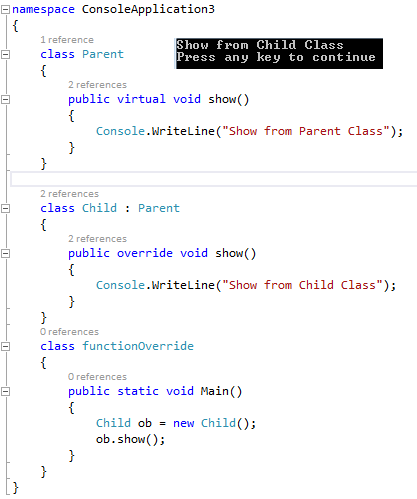 namespace ConsoleApplication3
{
1 reference
class Parent
Show from Child Class
Press any key to continue
{
2 references
public virtual void show()
{
Console.WriteLine("Show from Parent Class");
}
}
2 references
class Child : Parent
{
2 references
public override void show()
{
Console.WriteLine("Show from Child Class");
}
}
0 references
class functionOverride
{
0 references
public static void Main()
{
Child ob = new Child();
ob.show();
}
}
}